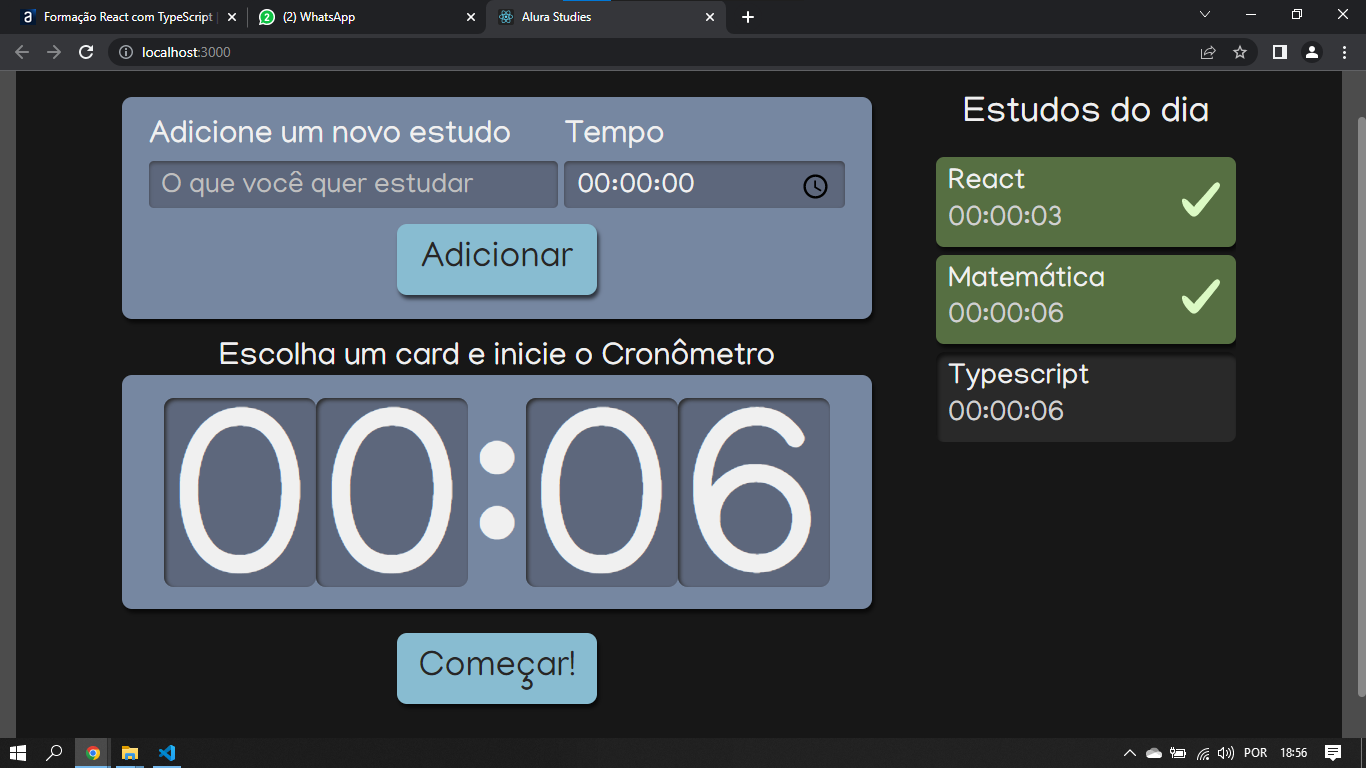 Formação React com TypeScript
(2) WhatsApp
Alura Studies
localhost:3000
Adicione um novo estudo
Tempo
O que você quer estudar
00:00:00
Adicionar
Escolha um card e inicie o Cronômetro
00:06
Começar!
Estudos do dia
React
00:00:03
Matemática
00:00:06
Typescript
00:00:06
POR
18:56